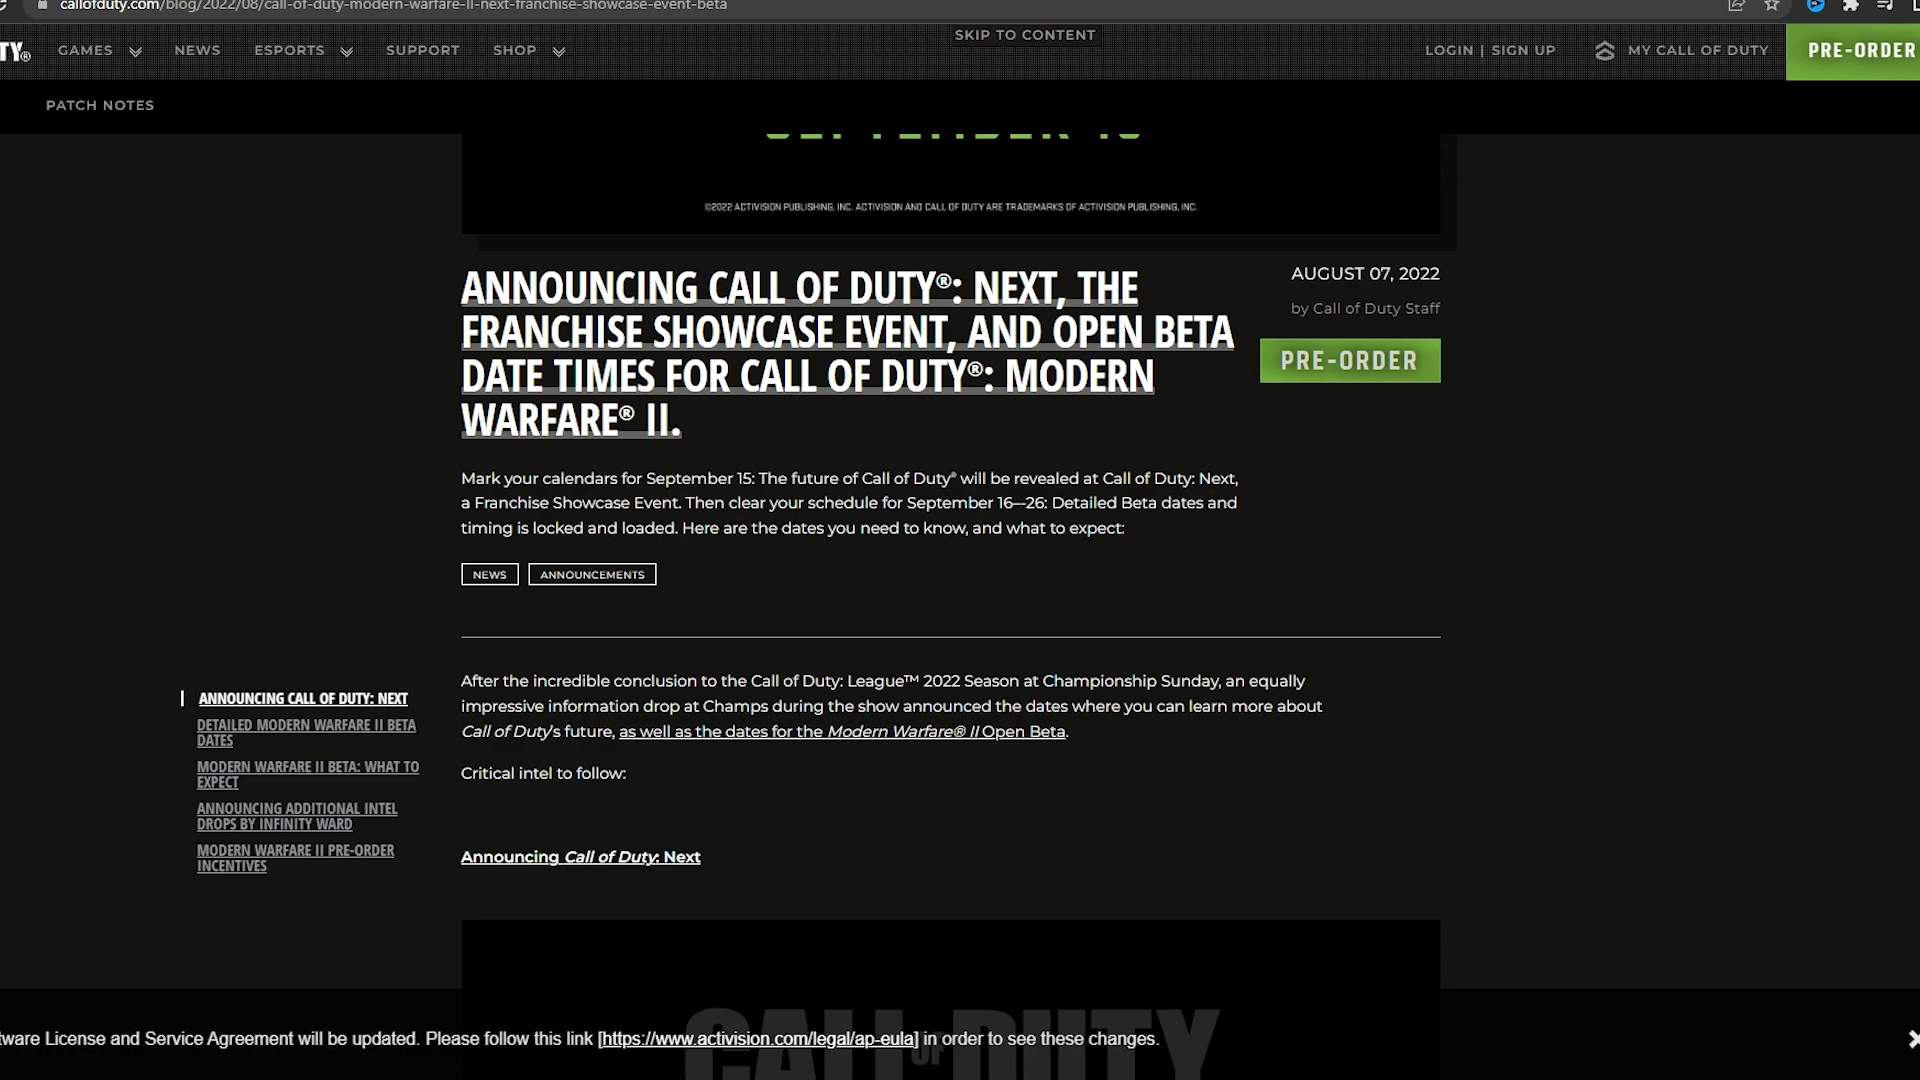 callofduty.com/blog/2022/08/call-of-duty-modern-warfare-II-next-franchise-showcase-event-beta
SKIP TO CONTENT
TY® GAMES NEWS ESPORTS SUPPORT SHOP LOGIN | SIGN UP MY CALL OF DUTY PRE-ORDER
PATCH NOTES
SEPTEMBER 15
©2022 ACTIVISION PUBLISHING, INC. ACTIVISION AND CALL OF DUTY ARE TRADEMARKS OF ACTIVISION PUBLISHING, INC.
ANNOUNCING CALL OF DUTY®: NEXT, THE
FRANCHISE SHOWCASE EVENT, AND OPEN BETA
DATE TIMES FOR CALL OF DUTY®: MODERN
WARFARE® II.
AUGUST 07, 2022
by Call of Duty Staff
PRE-ORDER
Mark your calendars for September 15: The future of Call of Duty® will be revealed at Call of Duty: Next,
a Franchise Showcase Event. Then clear your schedule for September 16—-26: Detailed Beta dates and
timing is locked and loaded. Here are the dates you need to know, and what to expect:
NEWS ANNOUNCEMENTS
ANNOUNCING CALL OF DUTY: NEXT
DETAILED MODERN WARFARE II BETA
DATES
MODERN WARFARE II BETA: WHAT TO
EXPECT
ANNOUNCING ADDITIONAL INTEL
DROPS BY INFINITY WARD
MODERN WARFARE II PRE-ORDER
INCENTIVES
After the incredible conclusion to the Call of Duty: League™ 2022 Season at Championship Sunday, an equally
impressive information drop at Champs during the show announced the dates where you can learn more about
Call of Duty's future, as well as the dates for the Modern Warfare® II Open Beta.
Critical intel to follow:
Announcing Call of Duty: Next
CALL OF DUTY
tware License and Service Agreement will be updated. Please follow this link [https://www.activision.com/legal/ap-eula] in order to see these changes.